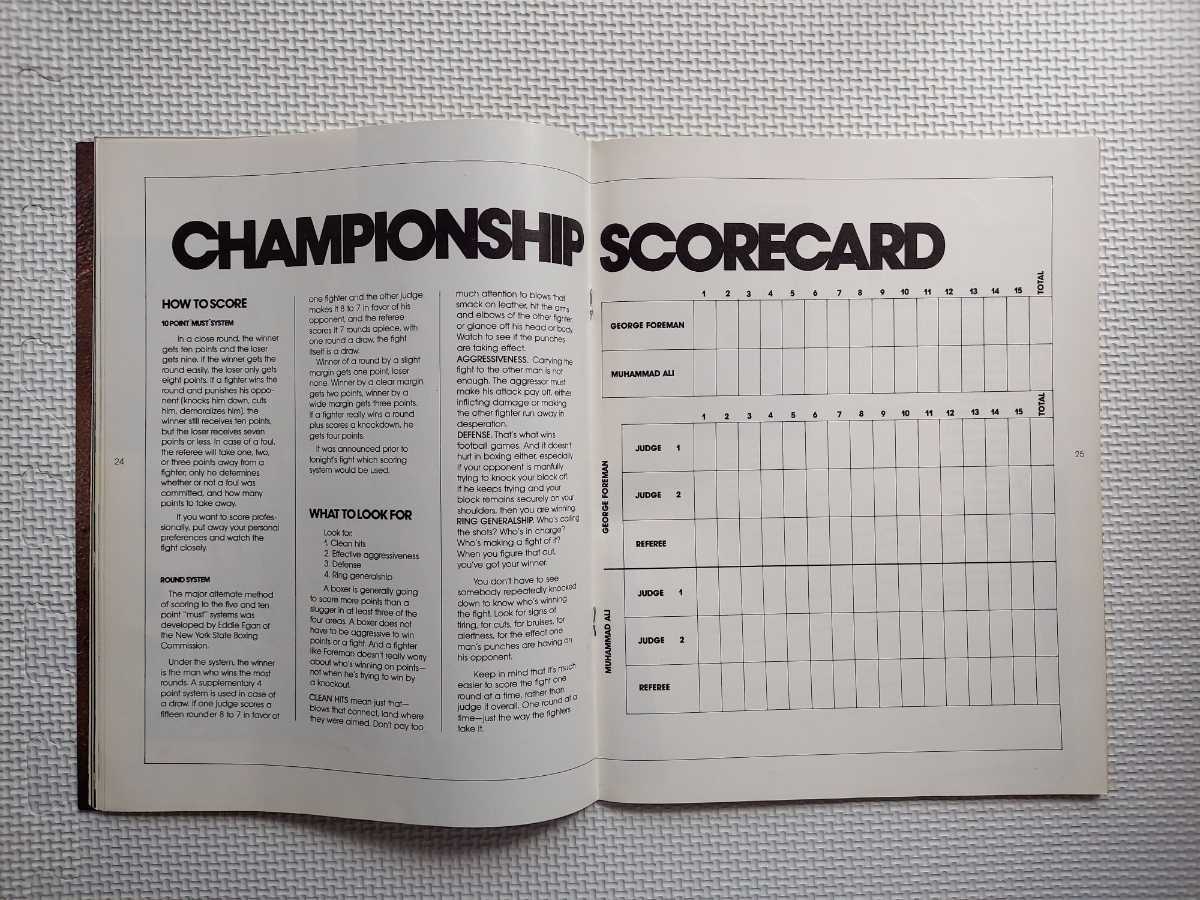 CHAMPIONSHIP SCORECARD
HOW TO SCORE
10 POINT "MUST" SYSTEM
In a close round, the winner
gets ten points and the loser
gets nine. If the winner gets the
round easily, the loser only gets
eight points. If a fighter wins the
round and punishes his oppo-
nent (knocks him down, cuts
him, demoralizes him), the
winner still receives ten points,
but the loser receives seven
points or less. In case of a foul,
the referee will take one, two,
or three points away from a
fighter; only he determines
whether or not a foul was
committed, and how many
points to take away.
If you want to score profes-
sionally, put away your personal
preferences and watch the
fight closely.
ROUND SYSTEM
The major alternate method
of scoring to the five and ten
point "must" systems was
developed by Eddie Egan of
the New York State Boxing
Commission.
Under the system, the winner
is the man who wins the most
rounds. A supplementary 4
point system is used in case of
a draw. If one judge scores a
fifteen rounder 8 to 7 in favor of
24
one fighter and the other judge
makes it 8 to 7 in favor of his
opponent, and the referee
scores it 7 rounds apiece, with
one round a draw, the fight
itself is a draw.
Winner of a round by a slight
margin gets one point, loser
none. Winner by a clear margin
gets two points, winner by a
wide margin gets three points.
If a fighter really wins a round
plus scores a knockdown, he
gets four points.
It was announced prior to
tonight's fight which scoring
system would be used.
WHAT TO LOOK FOR
Look for:
1. Clean hits
2. Effective aggressiveness
3. Defense
4. Ring generalship
A boxer is generally going
to score more points than a
slugger in at least three of the
four areas. A boxer does not
have to be aggressive to win
points or a fight. And a fighter
like Foreman doesn't really worry
about who's winning on points—
not when he's trying to win by
a knockout.
CLEAN HITS mean just that—
blows that connect, land where
they were aimed. Don't pay too
much attention to blows that
smack on leather, hit the arms
and elbows of the other fighter
or glance off his head or body.
Watch to see if the punches
are taking effect.
AGGRESSIVENESS. Carrying the
fight to the other man is not
enough. The aggressor must
make his attack pay off, either
inflicting damage or making
the other fighter run away in
desperation.
DEFENSE. That's what wins
football games. And it doesn't
hurt in boxing either, especially
if your opponent is manfully
trying to knock your block off.
If he keeps trying and your
block remains securely on your
shoulders, then you are winning.
RING GENERALSHIP. Who's calling
the shots? Who's in charge?
Who's making a fight of it?
When you figure that out,
you've got your winner.
You don't have to see
somebody repeatedly knocked
down to know who's winning
the fight. Look for signs of
tiring, for cuts, for bruises, for
alertness, for the effect one
man's punches are having on
his opponent.
Keep in mind that it's much
easier to score the fight one
round at a time, rather than
judge it overall. One round at a
time—just the way the fighters
take it.
1 2 3 4 5 6 7 8 9 10 11 12 13 14 15 TOTAL
GEORGE FOREMAN
MUHAMMAD ALI
1 2 3 4 5 6 7 8 9 10 11 12 13 14 15 TOTAL
GEORGE FOREMAN
JUDGE 1
JUDGE 2
REFEREE
MUHAMMAD ALI
JUDGE 1
JUDGE 2
REFEREE
25